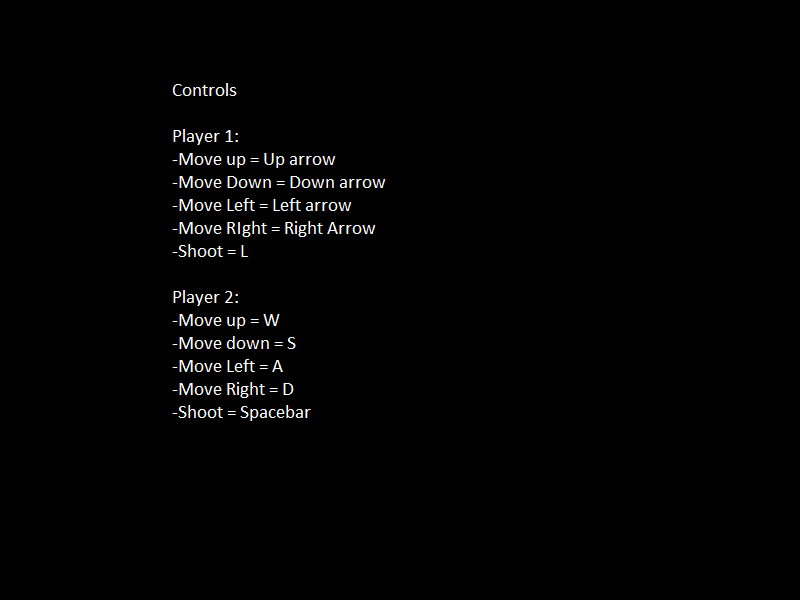 Controls
Player 1:
-Move up = Up arrow
-Move Down = Down arrow
-Move Left = Left arrow
-Move RIght = Right Arrow
-Shoot = L
Player 2:
-Move up = W
-Move down = S
-Move Left = A
-Move Right = D
-Shoot = Spacebar